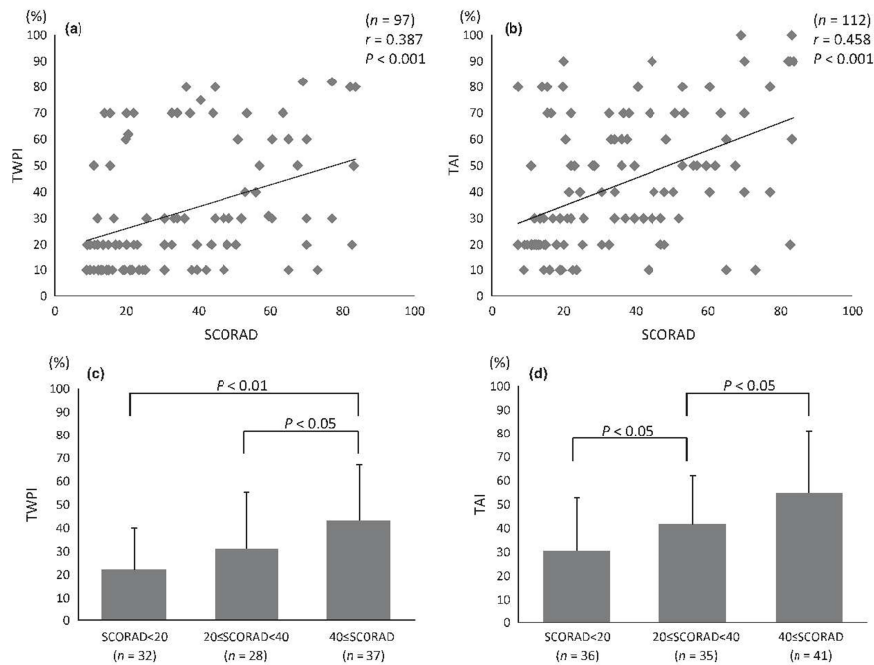 (%)
(a)
(n = 97)
r = 0.387
P < 0.001
100
90
80
70
60
50
40
30
20
10
0
TWPI
0 20 40 60 80 100
SCORAD
(%)
(b)
(n = 112)
r = 0.458
P < 0.001
100
90
80
70
60
50
40
30
20
10
0
TAI
0 20 40 60 80 100
SCORAD
(%)
(c)
P < 0.01
P < 0.05
100
90
80
70
60
50
40
30
20
10
0
TWPI
SCORAD<20 20≤SCORAD<40 40≤SCORAD
(n = 32) (n = 28) (n = 37)
(%)
(d)
P < 0.05
P < 0.05
100
90
80
70
60
50
40
30
20
10
0
TAI
SCORAD<20 20≤SCORAD<40 40≤SCORAD
(n = 36) (n = 35) (n = 41)